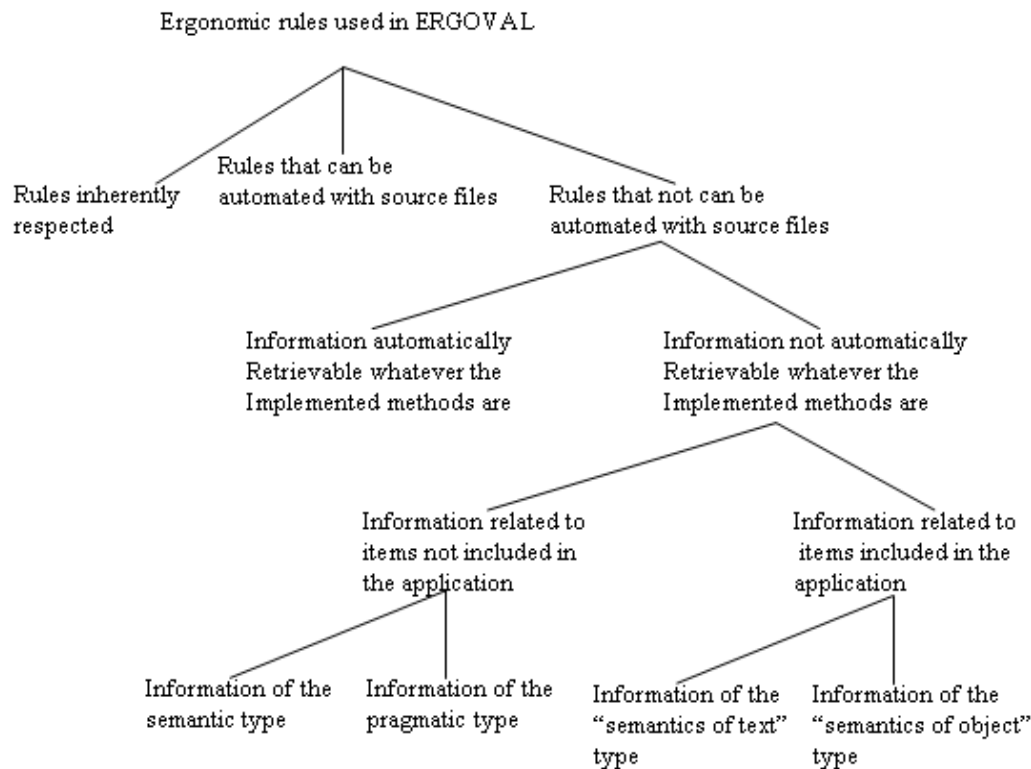 Ergonomic rules used in ERGOVAL
Rules inherently
respected
Rules that can be
automated with source files
Rules that not can be
automated with source files
Information automatically
Retrievable whatever the
Implemented methods are
Information not automatically
Retrievable whatever the
Implemented methods are
Information related to
items not included in
the application
Information related to
items included in the
application
Information of the
semantic type
Information of the
pragmatic type
Information of the
“semantics of text”
type
Information of the
“semantics of object”
type